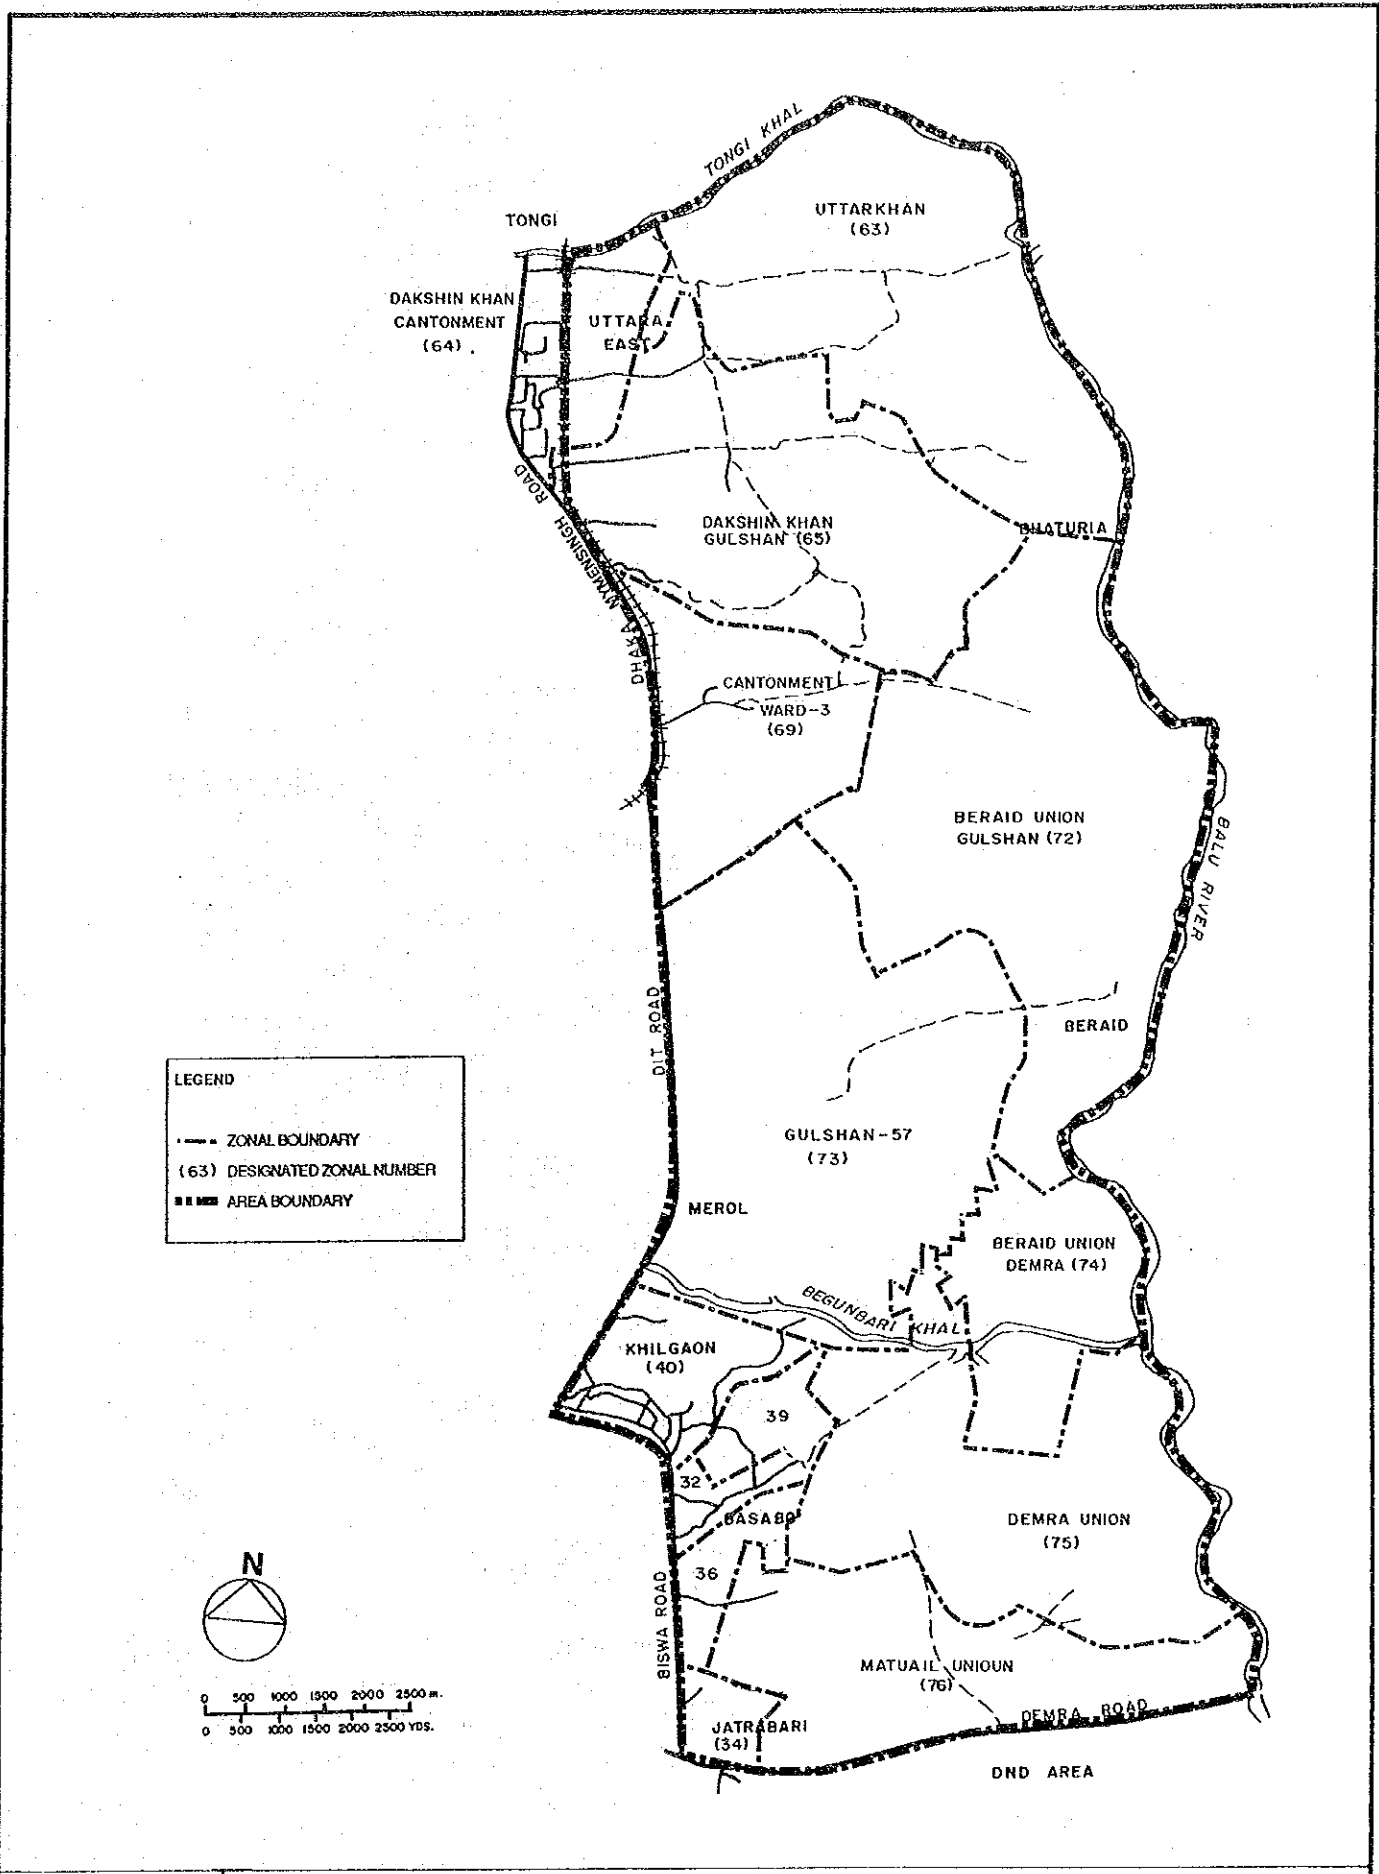 TONGI KHAL
UTTARKHAN
(63)
TONGI
DAKSHIN KHAN
CANTONMENT
(64)
UTTARA
EAST
ROAD
DHAKA MYMENSINGH
DAKSHIN KHAN
GULSHAN (65)
BHATURIA
CANTONMENT
WARD-3
(69)
BERAID UNION
GULSHAN (72)
BALU RIVER
DIT ROAD
BERAID
LEGEND
ZONAL BOUNDARY
(63) DESIGNATED ZONAL NUMBER
AREA BOUNDARY
GULSHAN-57
(73)
MEROL
BERAID UNION
DEMRA (74)
BEGUNBARI KHAL
KHILGAON
(40)
39
32
BASABO
DEMRA UNION
(75)
36
BISWA ROAD
N
MATUAIL UNIOUN
(76)
0 500 1000 1500 2000 2500 m.
0 500 1000 1500 2000 2500 YDS.
DEMRA ROAD
JATRABARI
(34)
DND AREA